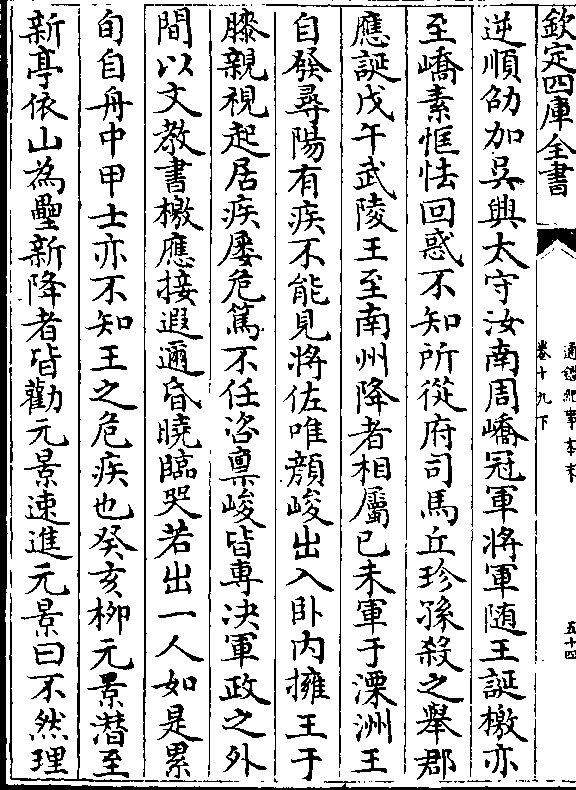 欽定四庫全書
通鑑紀事本末
卷十九下
五十四
逆順劭加吳興太守汝南周嶠冠軍將軍随王誕檄亦
至嶠素恇怯回惑不知所從府司馬丘珍孫殺之舉郡
應誕戊午武陵王至南州降者相屬己未軍于溧洲王
自發尋陽有疾不能見將佐唯顔峻出入卧内擁王于
膝親視起居疾屢危篤不任咨禀峻皆專決軍政之外
間以文教書檄應接遐邇昏曉臨哭若出一人如是累
旬自舟中甲士亦不知王之危疾也癸亥栁元景潛至
新亭依山為壘新降者皆勸元景速進元景曰不然理